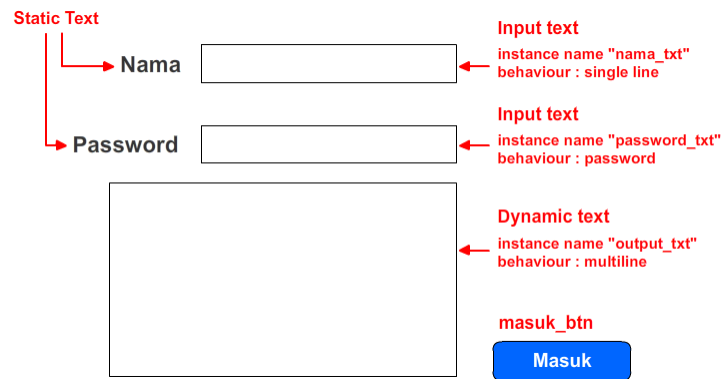 Static Text
Input text
instance name "nama_txt"
behaviour : single line
Nama
Input text
instance name "password_txt"
behaviour : password
Password
Dynamic text
instance name "output_txt"
behaviour : multiline
masuk_btn
Masuk